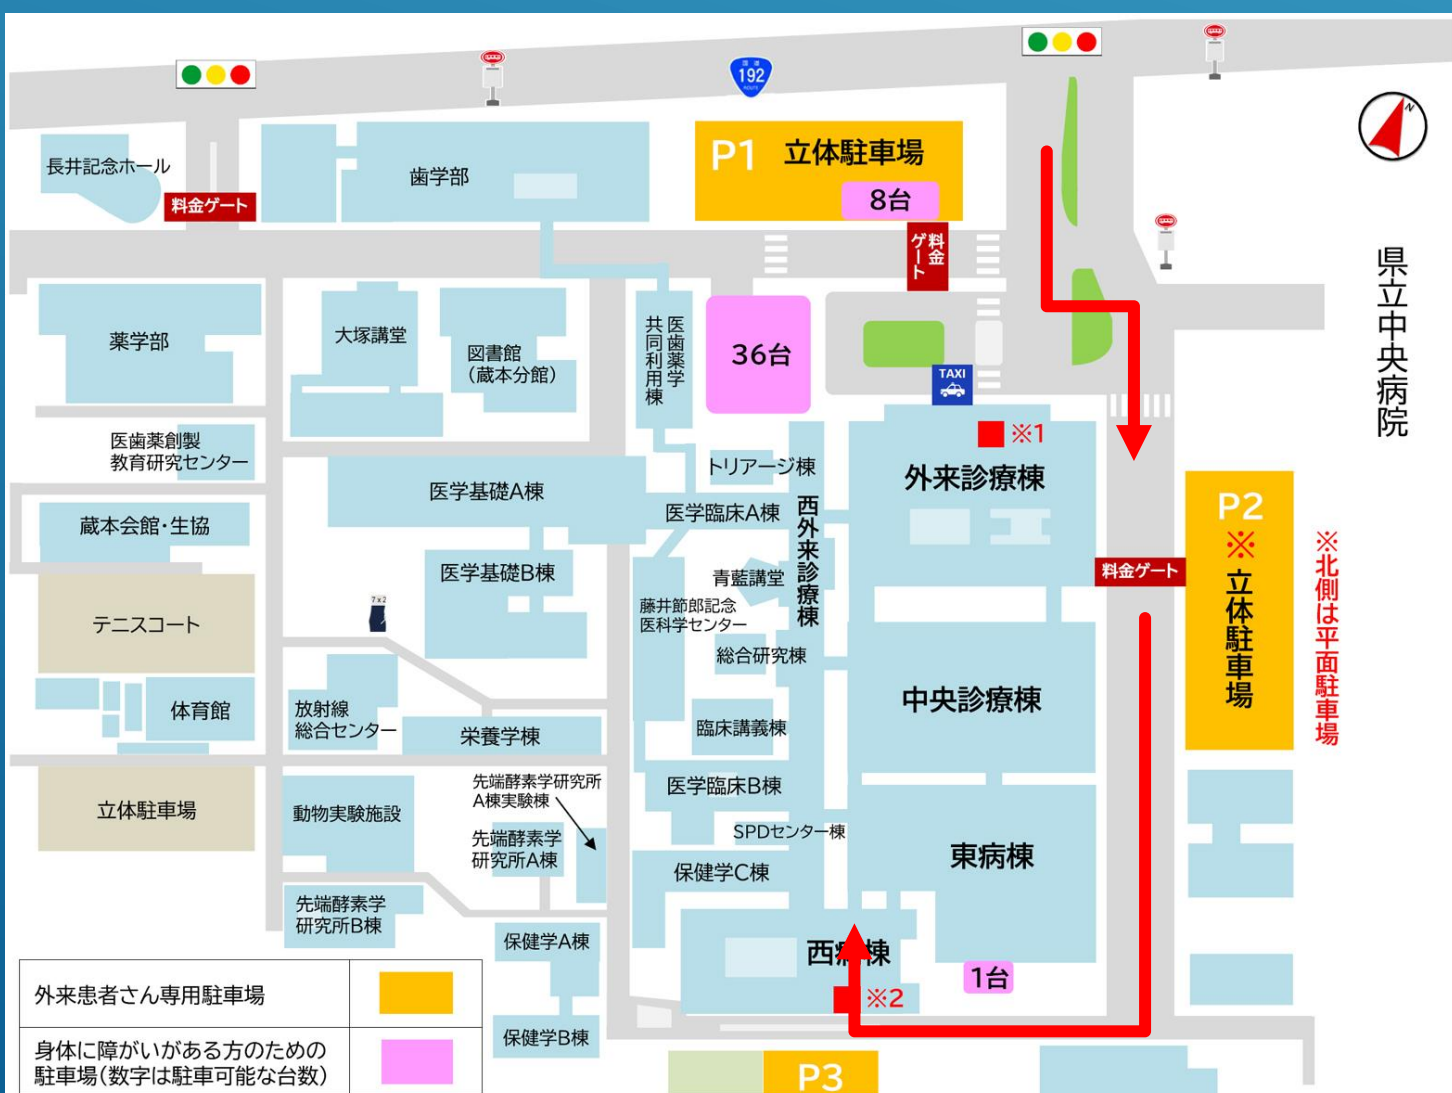 国道
192
ROUTE
N
長井記念ホール
料金ゲート
歯学部
P1 立体駐車場
8台
料金
ゲート
県立中央病院
薬学部
大塚講堂
図書館
（蔵本分館）
医歯薬学
共同利用棟
36台
TAXI
※1
医歯薬創製
教育研究センター
トリアージ棟
外来診療棟
医学基礎A棟
医学臨床A棟
西外来診療棟
P2
※
立体駐車場
※北側は平面駐車場
蔵本会館・生協
医学基礎B棟
青藍講堂
料金ゲート
藤井節郎記念
医科学センター
テニスコート
総合研究棟
体育館
放射線
総合センター
栄養学棟
臨床講義棟
中央診療棟
立体駐車場
動物実験施設
先端酵素学研究所
A棟実験棟
医学臨床B棟
先端酵素学
研究所A棟
SPDセンター棟
保健学C棟
東病棟
先端酵素学
研究所B棟
保健学A棟
西病棟
1台
※2
保健学B棟
P3
外来患者さん専用駐車場
身体に障がいがある方のための
駐車場（数字は駐車可能な台数）